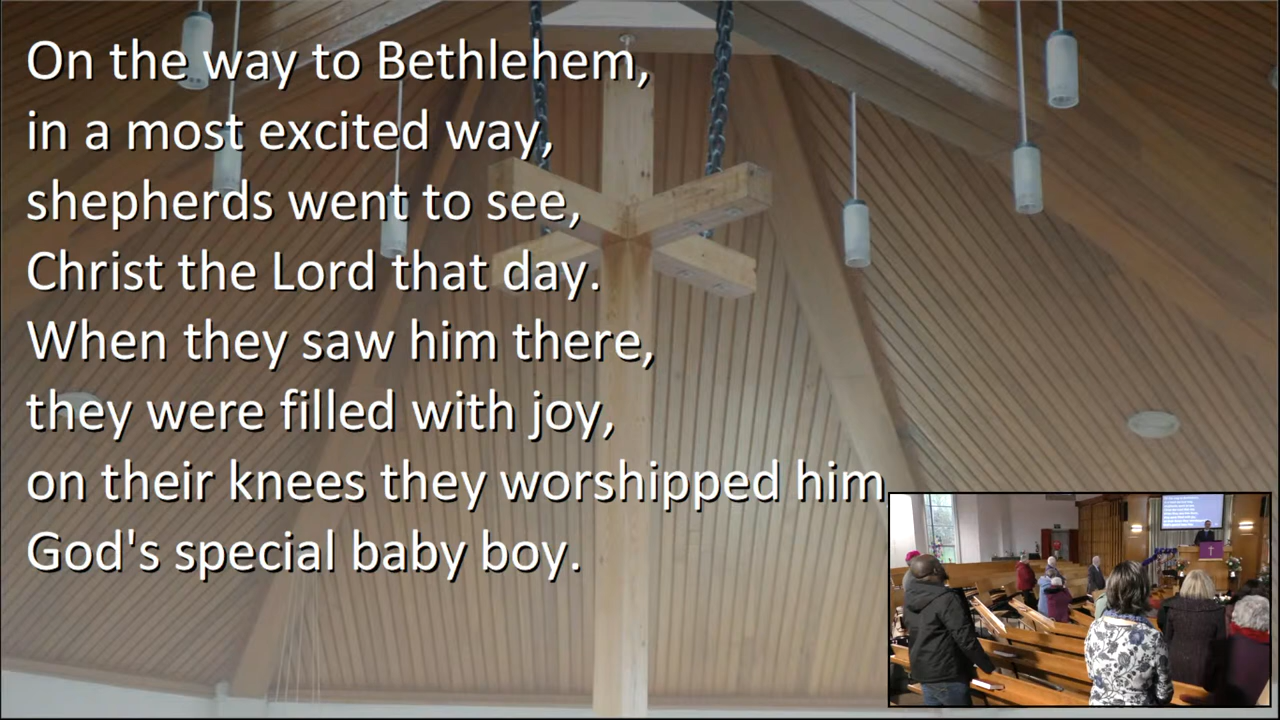 On the way to Bethlehem,
in a most excited way,
shepherds went to see,
Christ the Lord that day.
When they saw him there,
they were filled with joy,
on their knees they worshipped him
God's special baby boy.